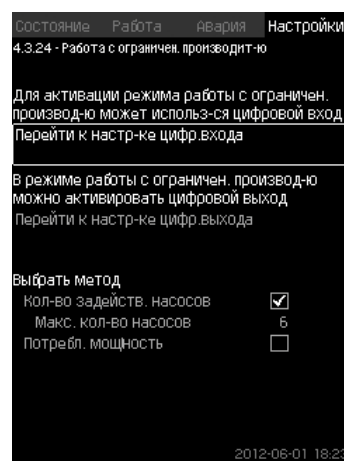 Состояние Работа Авария Настройки
4.3.24 - Работа с ограничен. производит-ю
Для активации режима работы с ограничен.
производ-ю может использ-ся цифровой вход
Перейти к настр-ке цифр.входа
В режиме работы с огранич. производ-ю
можно активировать цифровой выход
Перейти к настр-ке цифр.выхода
Выбрать метод
Кол-во задейств. насосов
Макс. кол-во насосов 6
Потребл. мощность
2012-06-01 18:23